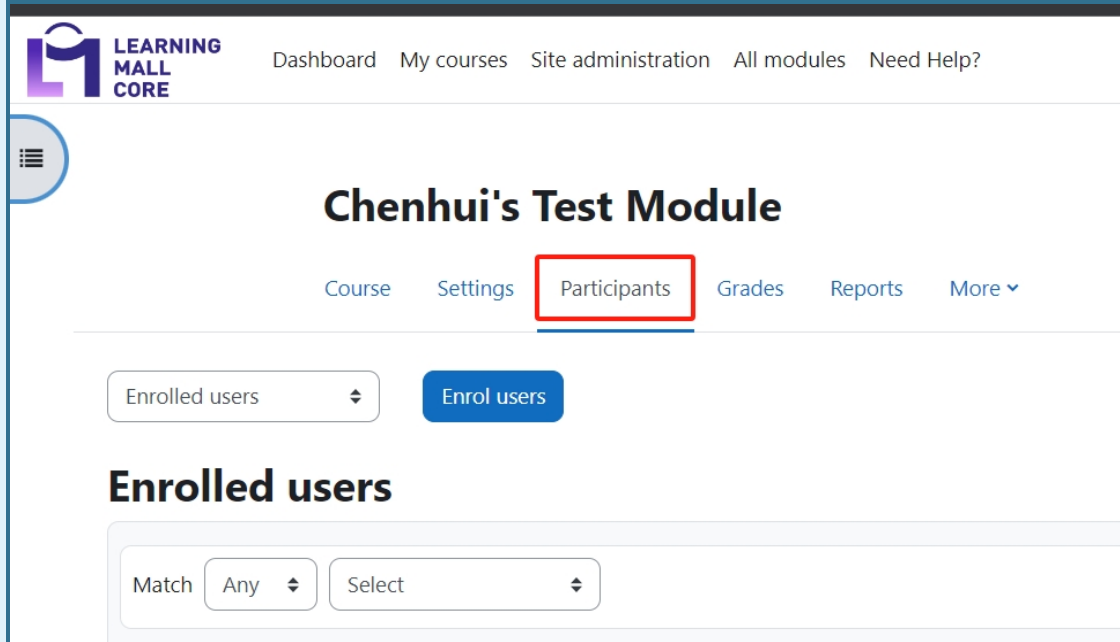 LEARNING
MALL
CORE
Dashboard My courses Site administration All modules Need Help?
Chenhui's Test Module
Course Settings Participants Grades Reports More
Enrolled users Enrol users
Enrolled users
Match Any Select